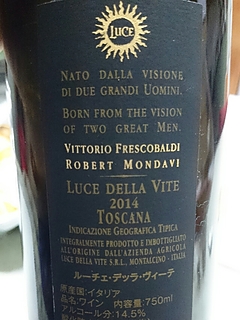 LUCE
NATO DALLA VISIONE
DI DUE GRANDI UOMINI.
BORN FROM THE VISION
OF TWO GREAT MEN.
VITTORIO FRESCOBALDI
ROBERT MONDAVI
LUCE DELLA VITE
2014
TOSCANA
INDICAZIONE GEOGRAFICA TIPICA
INTEGRALMENTE PRODOTTO E IMBOTTIGLIATO
ALL'ORIGINE DALL'AZIENDA AGRICOLA
LUCE DELLA VITE S.R.L., MONTALCINO - ITALIA
ルーチェ・デッラ・ヴィーテ
原産国:イタリア
品名:ワイン 内容量:750ml
アルコール分:14.5%